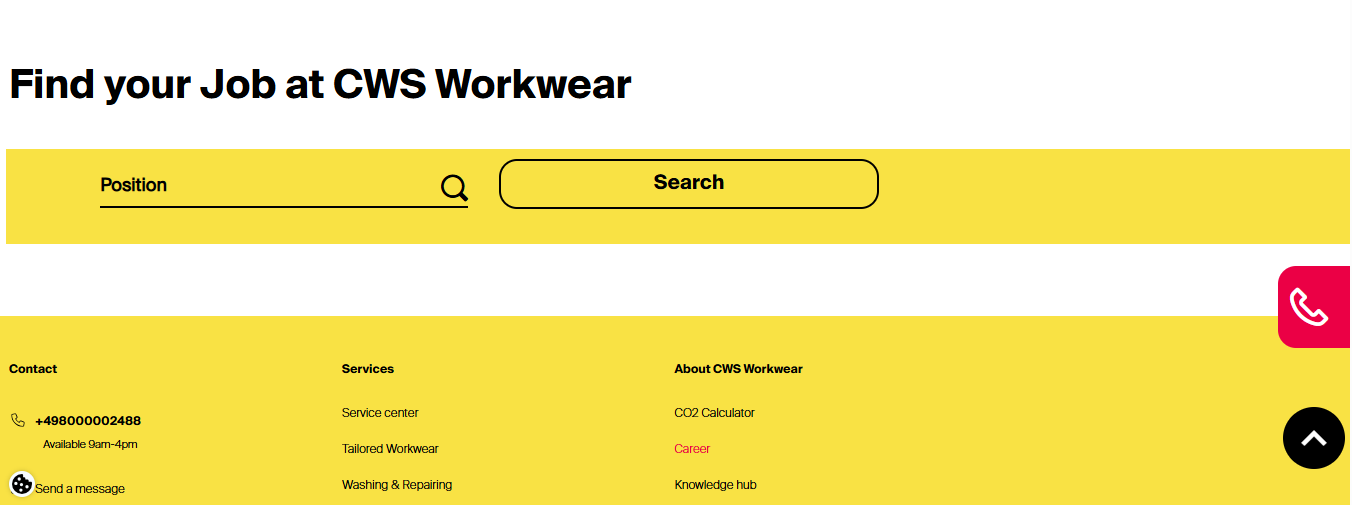 Find your Job at CWS Workwear
Position
Search
Contact
+498000002488
Available 9am-4pm
Send a message
Services
Service center
Tailored Workwear
Washing & Repairing
About CWS Workwear
CO2 Calculator
Career
Knowledge hub